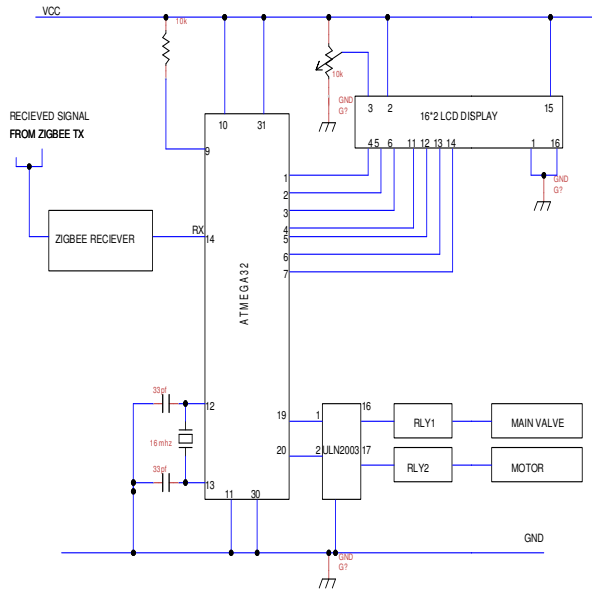 VCC
10k
10k
GND
G?
3 2 15
16*2 LCD DISPLAY
4 5 6 11 12 13 14 1 16
GND
G?
RECIEVED SIGNAL
FROM ZIGBEE TX
10 31
9
1
2
3
4
5
6
7
RX
14
ZIGBEE RECIEVER
ATMEGA32
33pf
12
16 mhz
33pf
13
19 1 16
RLY1
MAIN VALVE
20 2 ULN2003 17
RLY2
MOTOR
11 30
GND
GND
G?